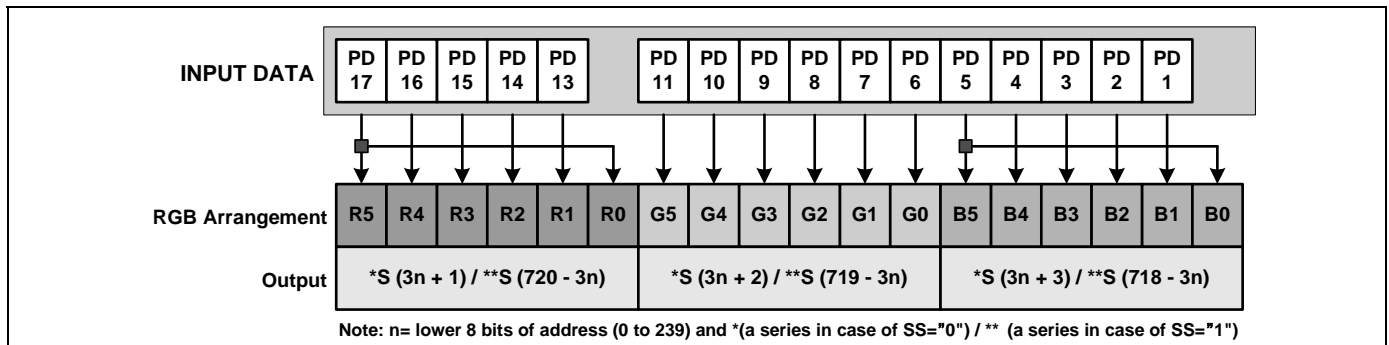 INPUT DATA
PD 17 PD 16 PD 15 PD 14 PD 13 PD 11 PD 10 PD 9 PD 8 PD 7 PD 6 PD 5 PD 4 PD 3 PD 2 PD 1
RGB Arrangement R5 R4 R3 R2 R1 R0 G5 G4 G3 G2 G1 G0 B5 B4 B3 B2 B1 B0
Output *S (3n + 1) / **S (720 - 3n) *S (3n + 2) / **S (719 - 3n) *S (3n + 3) / **S (718 - 3n)
Note: n= lower 8 bits of address (0 to 239) and *(a series in case of SS="0") / ** (a series in case of SS="1")